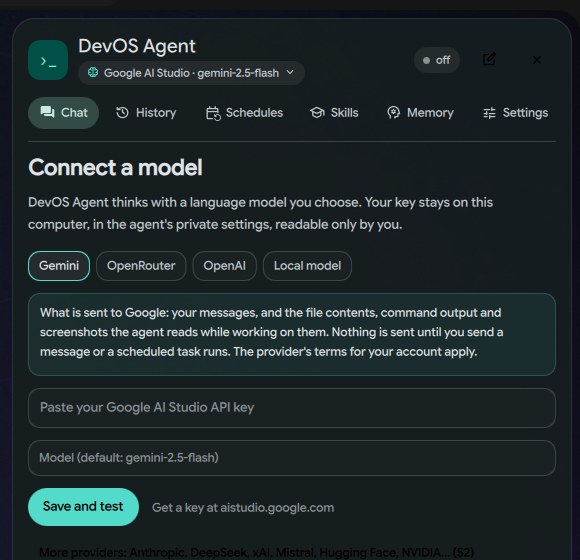 DevOS Agent
Google AI Studio · gemini-2.5-flash
off
Chat
History
Schedules
Skills
Memory
Settings
Connect a model
DevOS Agent thinks with a language model you choose. Your key stays on this
computer, in the agent's private settings, readable only by you.
Gemini
OpenRouter
OpenAI
Local model
What is sent to Google: your messages, and the file contents, command output and
screenshots the agent reads while working on them. Nothing is sent until you send a
message or a scheduled task runs. The provider's terms for your account apply.
Paste your Google AI Studio API key
Model (default: gemini-2.5-flash)
Save and test
Get a key at aistudio.google.com
More providers: Anthropic, DeepSeek, xAI, Mistral, Hugging Face, NVIDIA... (52)